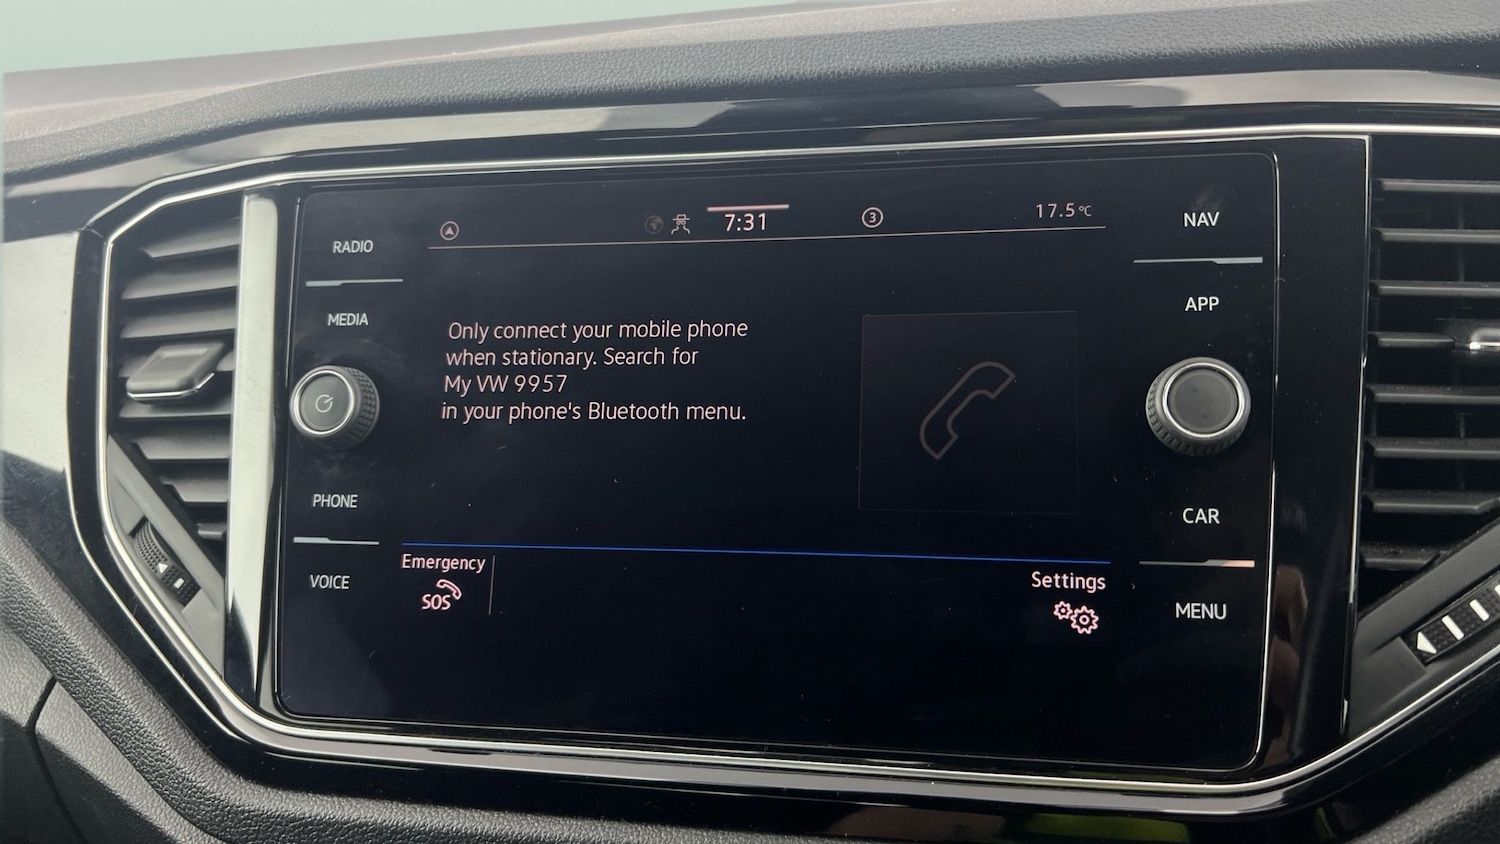 7:31
3
17.5°C
RADIO
MEDIA
PHONE
VOICE
Only connect your mobile phone
when stationary. Search for
My VW 9957
in your phone's Bluetooth menu.
Emergency
SOS
Settings
NAV
APP
CAR
MENU